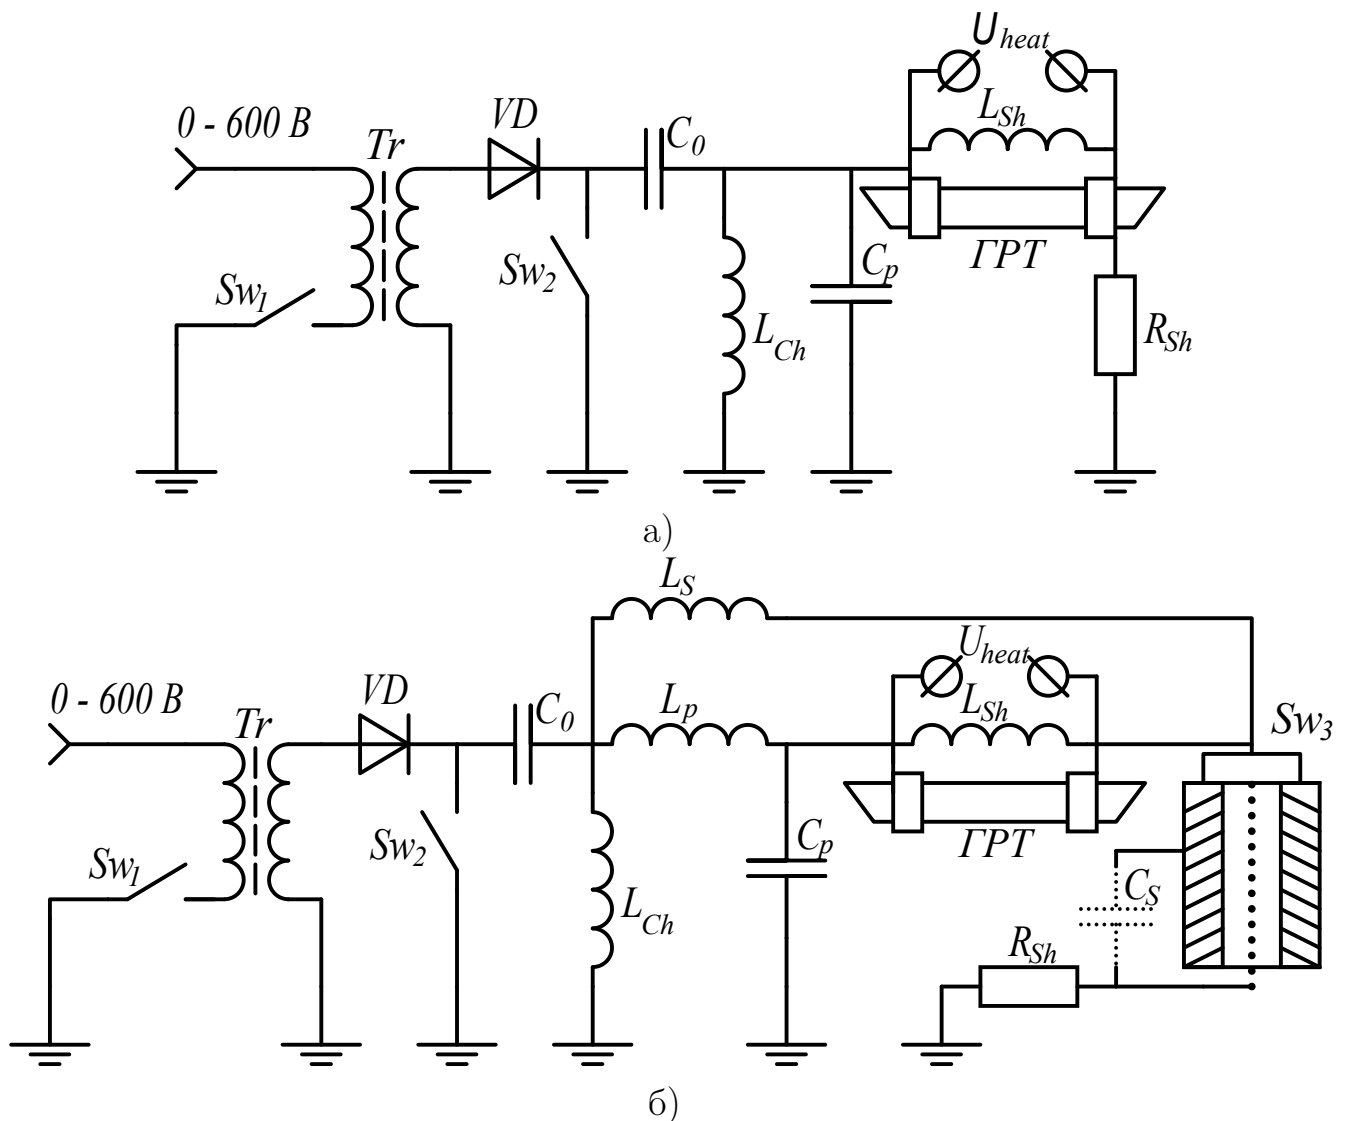 U_heat
L_Sh
0 - 600 В
Tr
VD
C_0
Sw_1
Sw_2
L_Ch
C_p
ГРТ
R_Sh
а)
L_S
0 - 600 В
Tr
VD
C_0
L_p
U_heat
L_Sh
Sw_3
Sw_1
Sw_2
L_Ch
C_p
ГРТ
C_S
R_Sh
б)